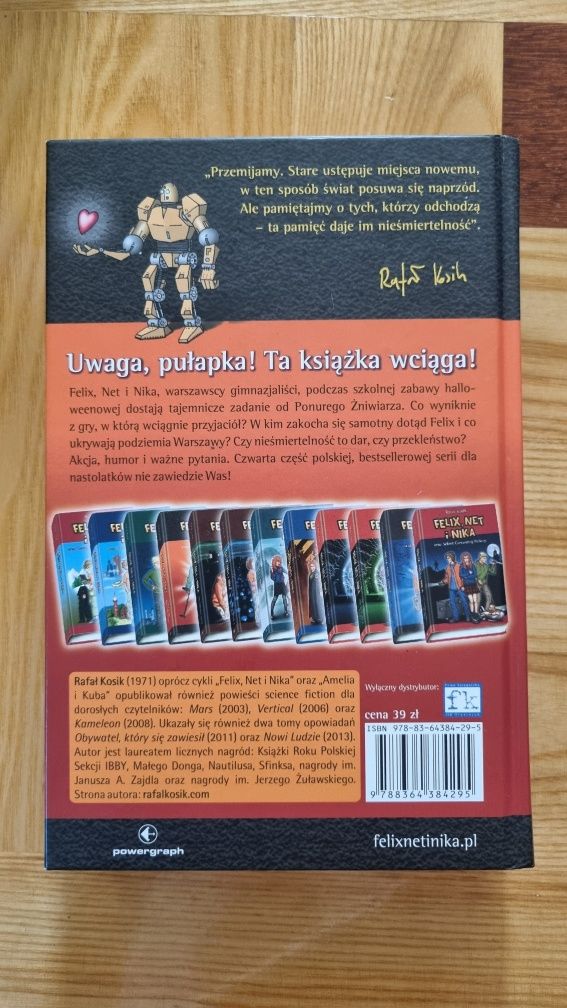 „Przemijamy. Stare ustępuje miejsca nowemu,
w ten sposób świat posuwa się naprzód.
Ale pamiętajmy o tych, którzy odchodzą
– ta pamięć daje im nieśmiertelność”.
Rafał Kosik
Uwaga, pułapka! Ta książka wciąga!
Felix, Net i Nika, warszawscy gimnazjaliści, podczas szkolnej zabawy hallo-
weenowej dostają tajemnicze zadanie od Ponurego Żniwiarza. Co wyniknie
z gry, w którą wciągnie przyjaciół? W kim zakocha się samotny dotąd Felix i co
ukrywają podziemia Warszawy? Czy nieśmiertelność to dar, czy przekleństwo?
Akcja, humor i ważne pytania. Czwarta część polskiej, bestsellerowej serii dla
nastolatków nie zawiedzie Was!
FELIX, NET
i NIKA
Rafał Kosik (1971) oprócz cykli „Felix, Net i Nika” oraz „Amelia
i Kuba” opublikował również powieści science fiction dla
dorosłych czytelników: Mars (2003), Vertical (2006) oraz
Kameleon (2008). Ukazały się również dwa tomy opowiadań
Obywatel, który się zawiesił (2011) oraz Nowi Ludzie (2013).
Autor jest laureatem licznych nagród: Książki Roku Polskiej
Sekcji IBBY, Małego Donga, Nautilusa, Sfinksa, nagrody im.
Janusza A. Zajdla oraz nagrody im. Jerzego Żuławskiego.
Strona autora: rafalkosik.com
Wyłączny dystrybutor:
fk
cena 39 zł
ISBN 978-83-64384-29-5
9 788364 384295
powergraph
felixnetinika.pl